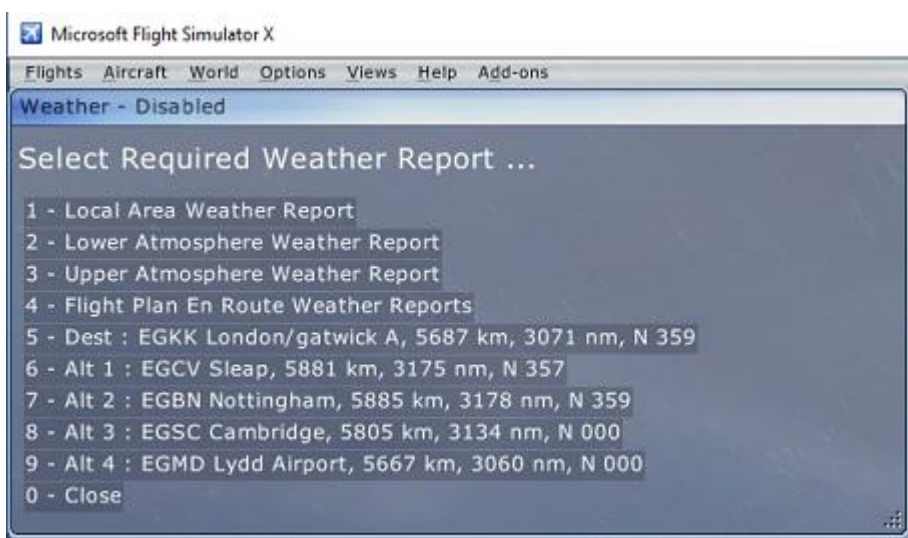 Microsoft Flight Simulator X
Flights Aircraft World Options Views Help Add-ons
Weather - Disabled
Select Required Weather Report ...
1 - Local Area Weather Report
2 - Lower Atmosphere Weather Report
3 - Upper Atmosphere Weather Report
4 - Flight Plan En Route Weather Reports
5 - Dest : EGKK London/gatwick A, 5687 km, 3071 nm, N 359
6 - Alt 1 : EGCV Sleap, 5881 km, 3175 nm, N 357
7 - Alt 2 : EGBN Nottingham, 5885 km, 3178 nm, N 359
8 - Alt 3 : EGSC Cambridge, 5805 km, 3134 nm, N 000
9 - Alt 4 : EGMD Lydd Airport, 5667 km, 3060 nm, N 000
0 - Close